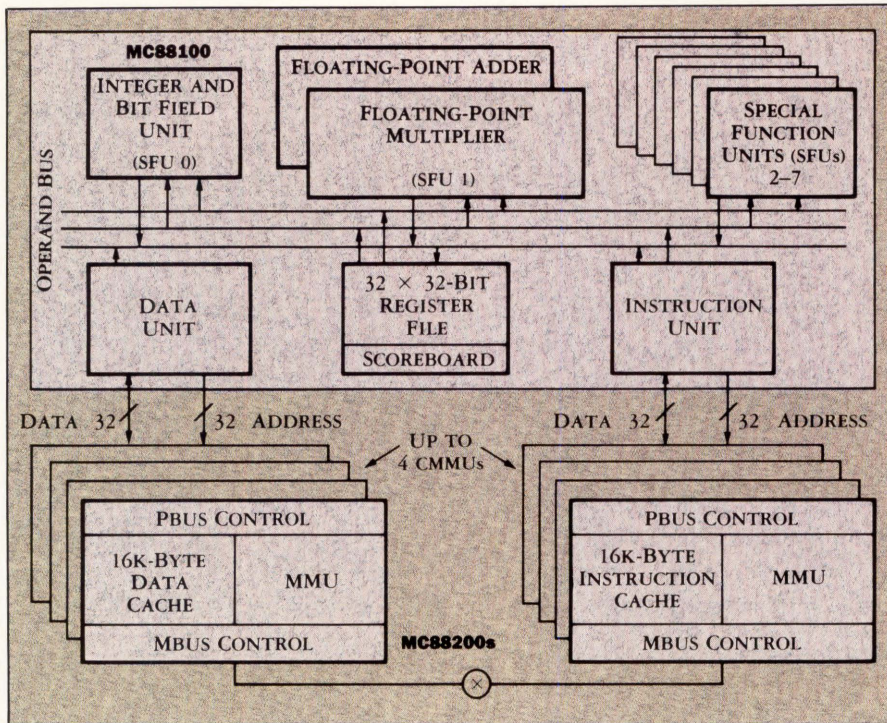 MC88100
INTEGER AND
BIT FIELD
UNIT
(SFU 0)
FLOATING-POINT ADDER
FLOATING-POINT
MULTIPLIER
(SFU 1)
SPECIAL
FUNCTION
UNITS (SFUs)
2–7
OPERAND BUS
DATA
UNIT
32 × 32-BIT
REGISTER
FILE
SCOREBOARD
INSTRUCTION
UNIT
DATA 32 32 ADDRESS
DATA 32 32 ADDRESS
UP TO
4 CMMUs
PBUS CONTROL
16K-BYTE
DATA
CACHE
MMU
MBUS CONTROL
PBUS CONTROL
16K-BYTE
INSTRUCTION
CACHE
MMU
MBUS CONTROL
MC88200s